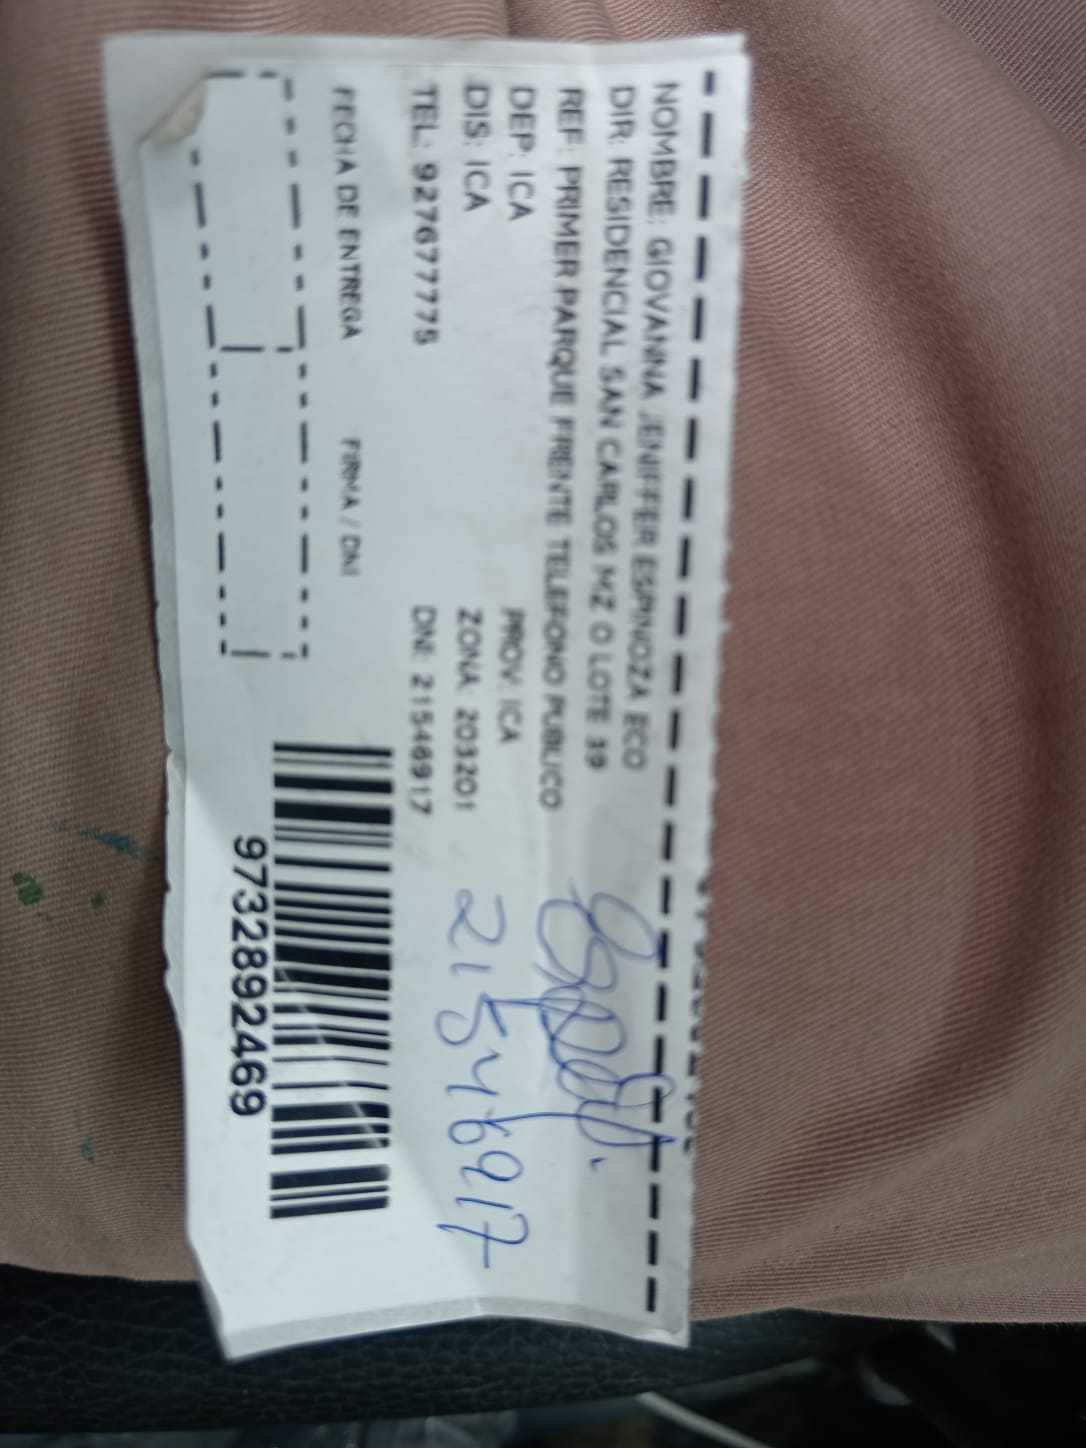 NOMBRE: GIOVANNA JENIFFER ESPINOZA ECO
DIR: RESIDENCIAL SAN CARLOS MZ O LOTE 39
REF: PRIMER PARQUE FRENTE TELEFONO PUBLICO
DEP: ICA PROV: ICA
DIS: ICA ZONA: 203201
TEL: 927677775 DNI: 21546917
21546917
FECHA DE ENTREGA FIRMA / DNI
9732892469